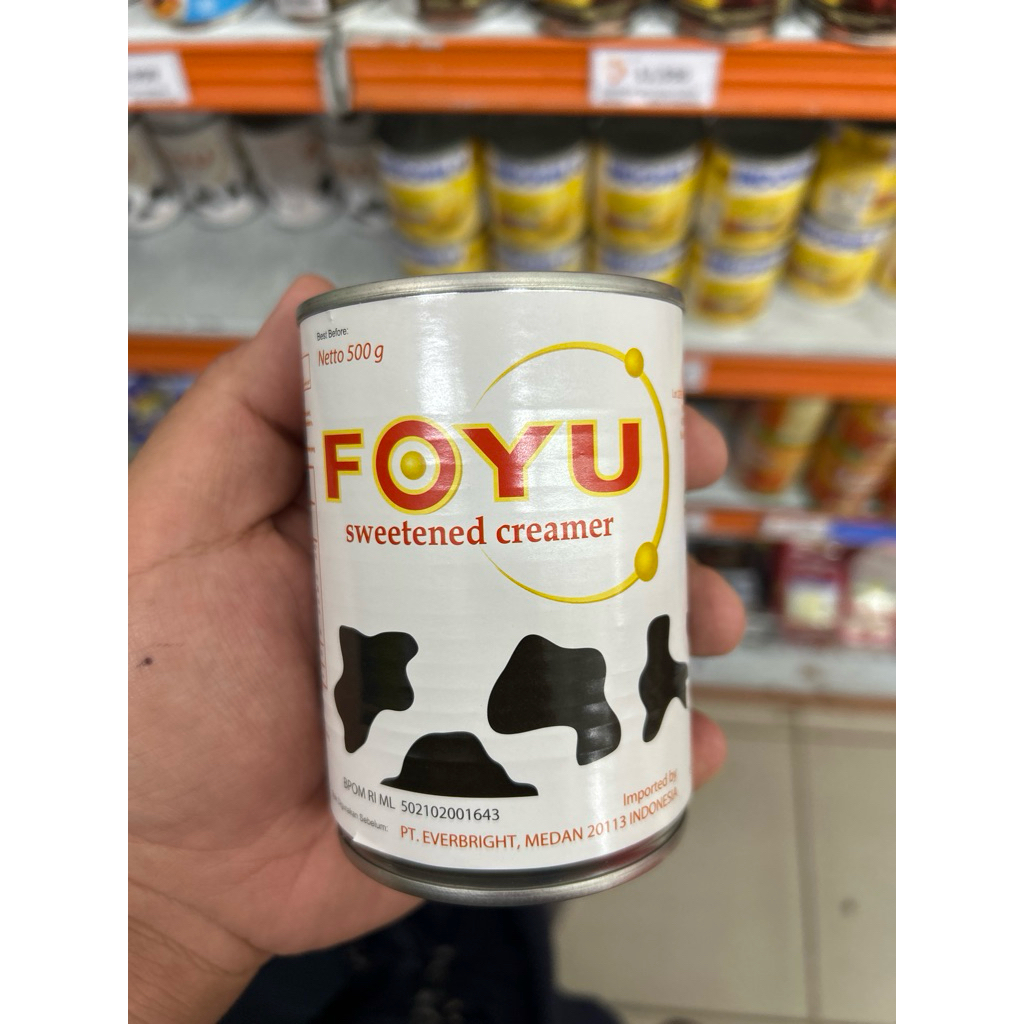 Best Before:
Netto 500 g
FOYU
sweetened creamer
BPOM RI ML 502102001643
Imported by
PT. EVERBRIGHT, MEDAN 20113 INDONESIA